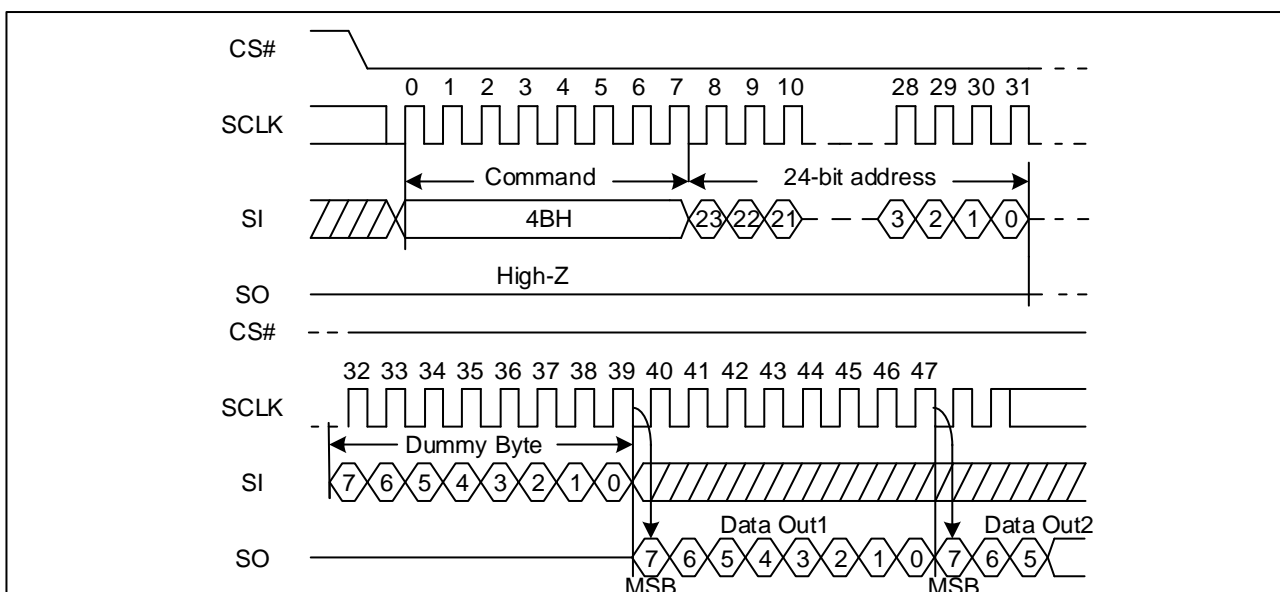 CS#
0 1 2 3 4 5 6 7 8 9 10 28 29 30 31
SCLK
Command 24-bit address
SI 4BH 23 22 21 3 2 1 0
High-Z
SO
CS#
32 33 34 35 36 37 38 39 40 41 42 43 44 45 46 47
SCLK
Dummy Byte
SI 7 6 5 4 3 2 1 0
Data Out1 Data Out2
SO 7 6 5 4 3 2 1 0 7 6 5
MSB MSB